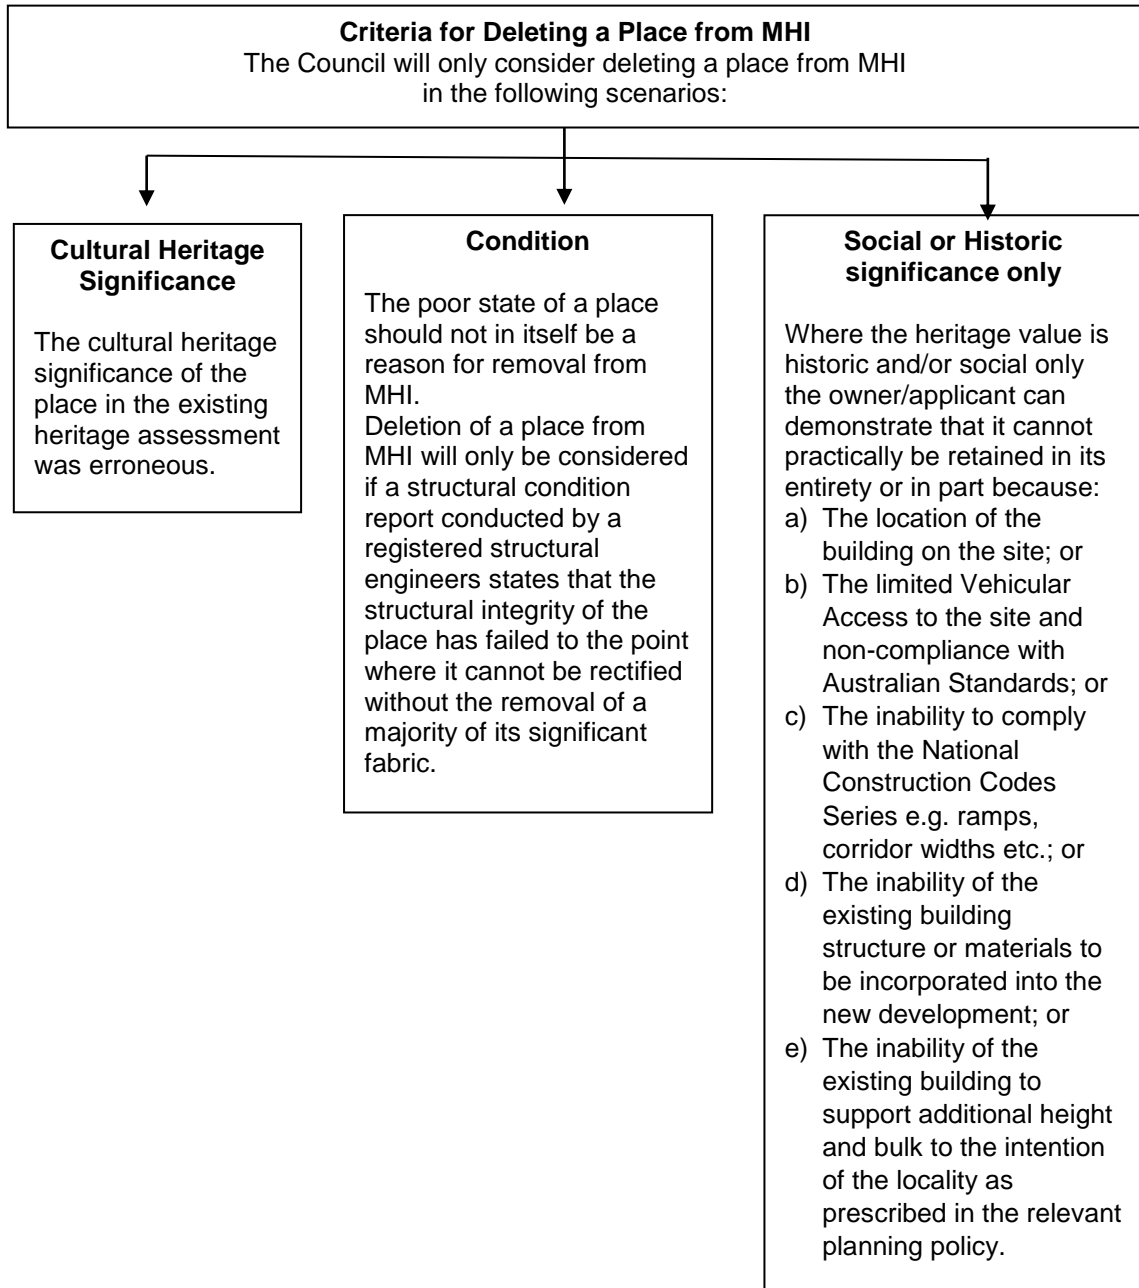 Criteria for Deleting a Place from MHI
The Council will only consider deleting a place from MHI
in the following scenarios:
Cultural Heritage
Significance
The cultural heritage
significance of the
place in the existing
heritage assessment
was erroneous.
Condition
The poor state of a place
should not in itself be a
reason for removal from
MHI.
Deletion of a place from
MHI will only be considered
if a structural condition
report conducted by a
registered structural
engineers states that the
structural integrity of the
place has failed to the point
where it cannot be rectified
without the removal of a
majority of its significant
fabric.
Social or Historic
significance only
Where the heritage value is
historic and/or social only
the owner/applicant can
demonstrate that it cannot
practically be retained in its
entirety or in part because:
a) The location of the
building on the site; or
b) The limited Vehicular
Access to the site and
non-compliance with
Australian Standards; or
c) The inability to comply
with the National
Construction Codes
Series e.g. ramps,
corridor widths etc.; or
d) The inability of the
existing building
structure or materials to
be incorporated into the
new development; or
e) The inability of the
existing building to
support additional height
and bulk to the intention
of the locality as
prescribed in the relevant
planning policy.